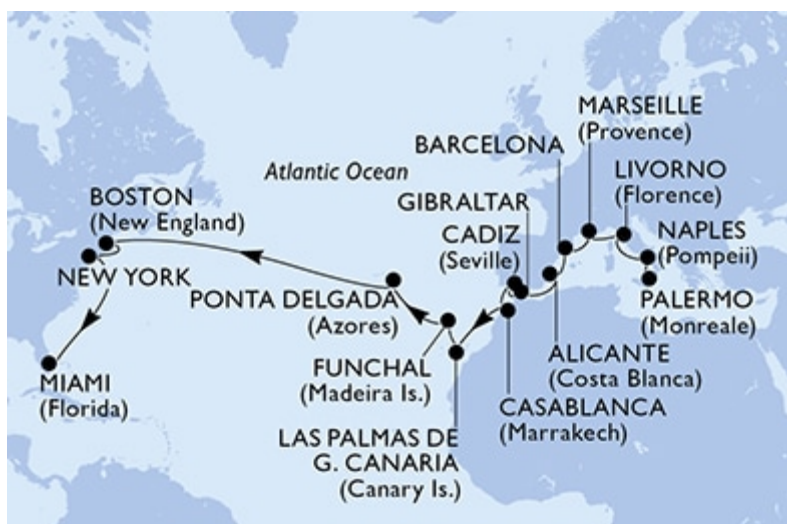 MARSEILLE
(Provence)
BARCELONA
LIVORNO
(Florence)
Atlantic Ocean
BOSTON
(New England)
GIBRALTAR
CADIZ
(Seville)
NAPLES
(Pompeii)
NEW YORK
PONTA DELGADA
(Azores)
PALERMO
(Monreale)
FUNCHAL
(Madeira Is.)
ALICANTE
(Costa Blanca)
MIAMI
(Florida)
CASABLANCA
(Marrakech)
LAS PALMAS DE
G. CANARIA
(Canary Is.)